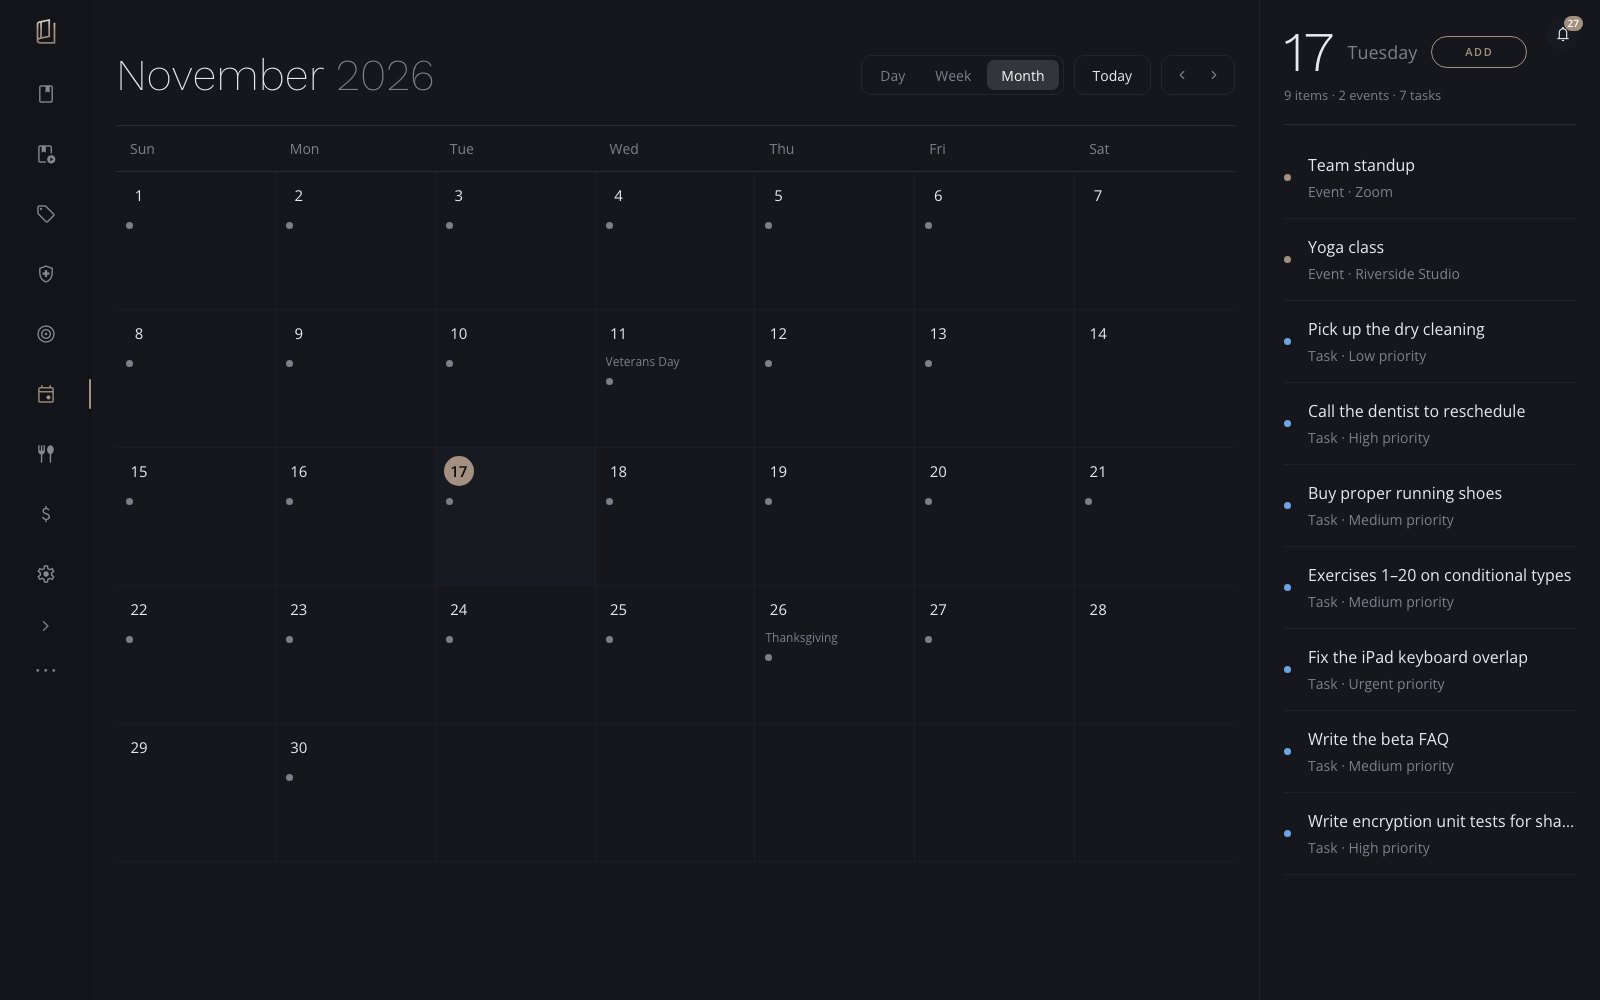 November 2026
Day Week Month Today
Sun Mon Tue Wed Thu Fri Sat
1 2 3 4 5 6 7
8 9 10 11 12 13 14
Veterans Day
15 16 17 18 19 20 21
22 23 24 25 26 27 28
Thanksgiving
29 30
27
17 Tuesday ADD
9 items · 2 events · 7 tasks
Team standup
Event · Zoom
Yoga class
Event · Riverside Studio
Pick up the dry cleaning
Task · Low priority
Call the dentist to reschedule
Task · High priority
Buy proper running shoes
Task · Medium priority
Exercises 1–20 on conditional types
Task · Medium priority
Fix the iPad keyboard overlap
Task · Urgent priority
Write the beta FAQ
Task · Medium priority
Write encryption unit tests for sha...
Task · High priority